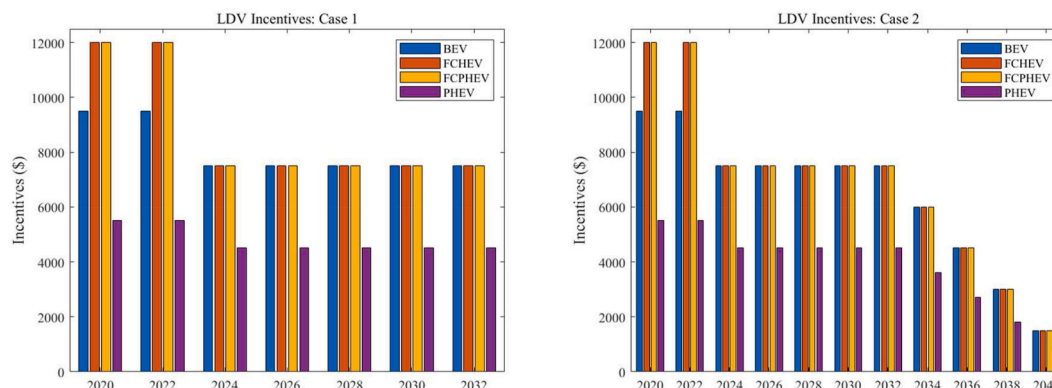 LDV Incentives: Case 1
12000
10000
8000
6000
4000
2000
0
Incentives ($)
BEV
FCHEV
FCPHEV
PHEV
2020 2022 2024 2026 2028 2030 2032
LDV Incentives: Case 2
12000
10000
8000
6000
4000
2000
0
Incentives ($)
BEV
FCHEV
FCPHEV
PHEV
2020 2022 2024 2026 2028 2030 2032 2034 2036 2038